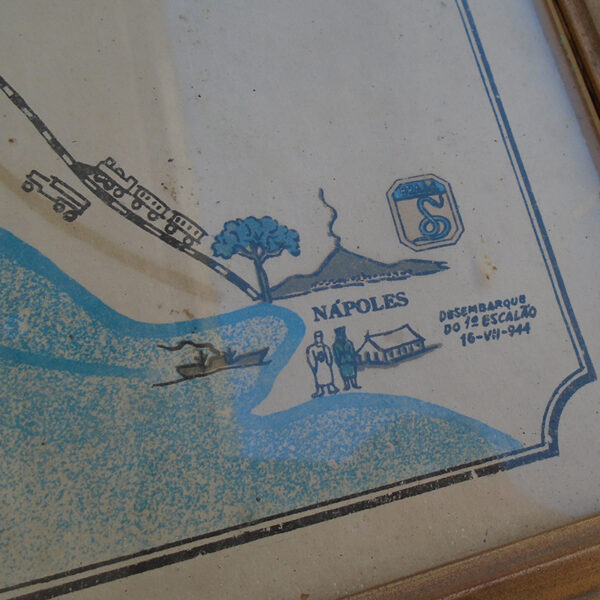 NÁPOLES
DESEMBARQUE
DO 1º ESCALÃO
16-VII-944